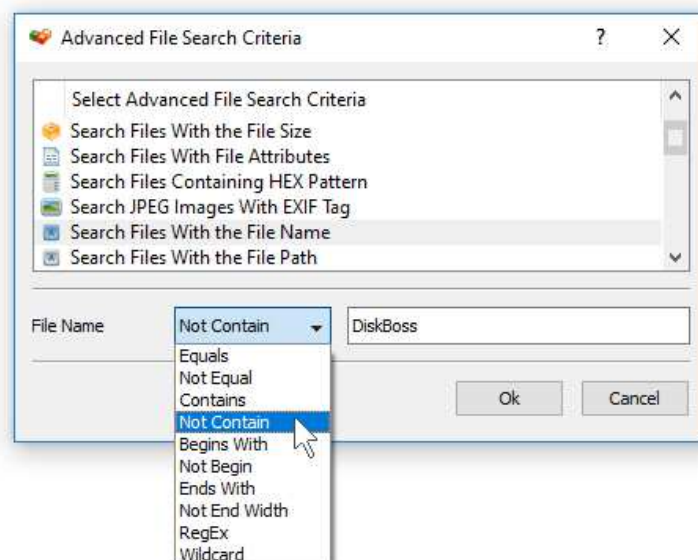 Advanced File Search Criteria ?
Select Advanced File Search Criteria
Search Files With the File Size
Search Files With File Attributes
Search Files Containing HEX Pattern
Search JPEG Images With EXIF Tag
Search Files With the File Name
Search Files With the File Path
File Name Not Contain DiskBoss
Equals
Not Equal
Contains
Not Contain
Begins With
Not Begin
Ends With
Not End Width
RegEx
Wildcard
Ok Cancel